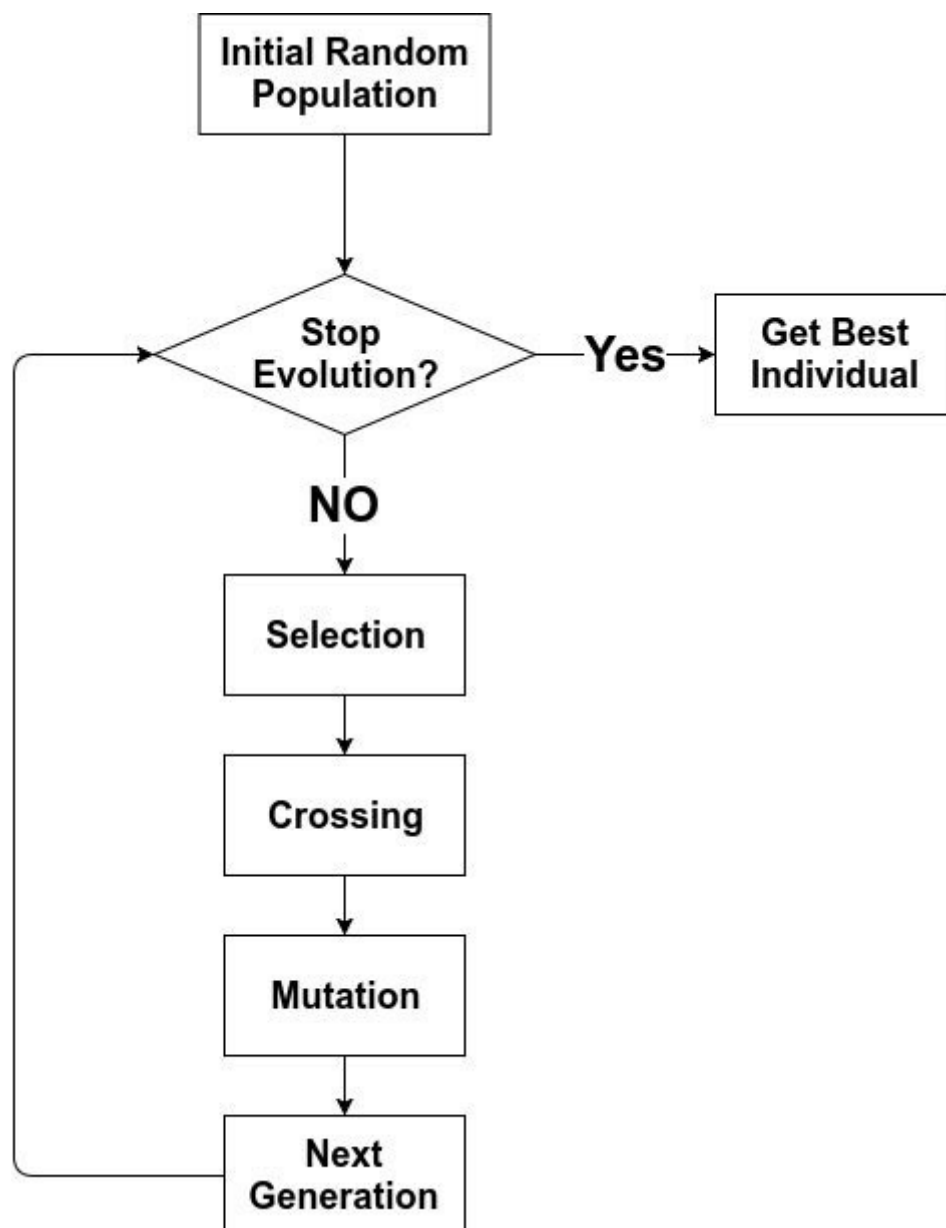 Initial Random
Population
Stop
Evolution?
Yes
Get Best
Individual
NO
Selection
Crossing
Mutation
Next
Generation